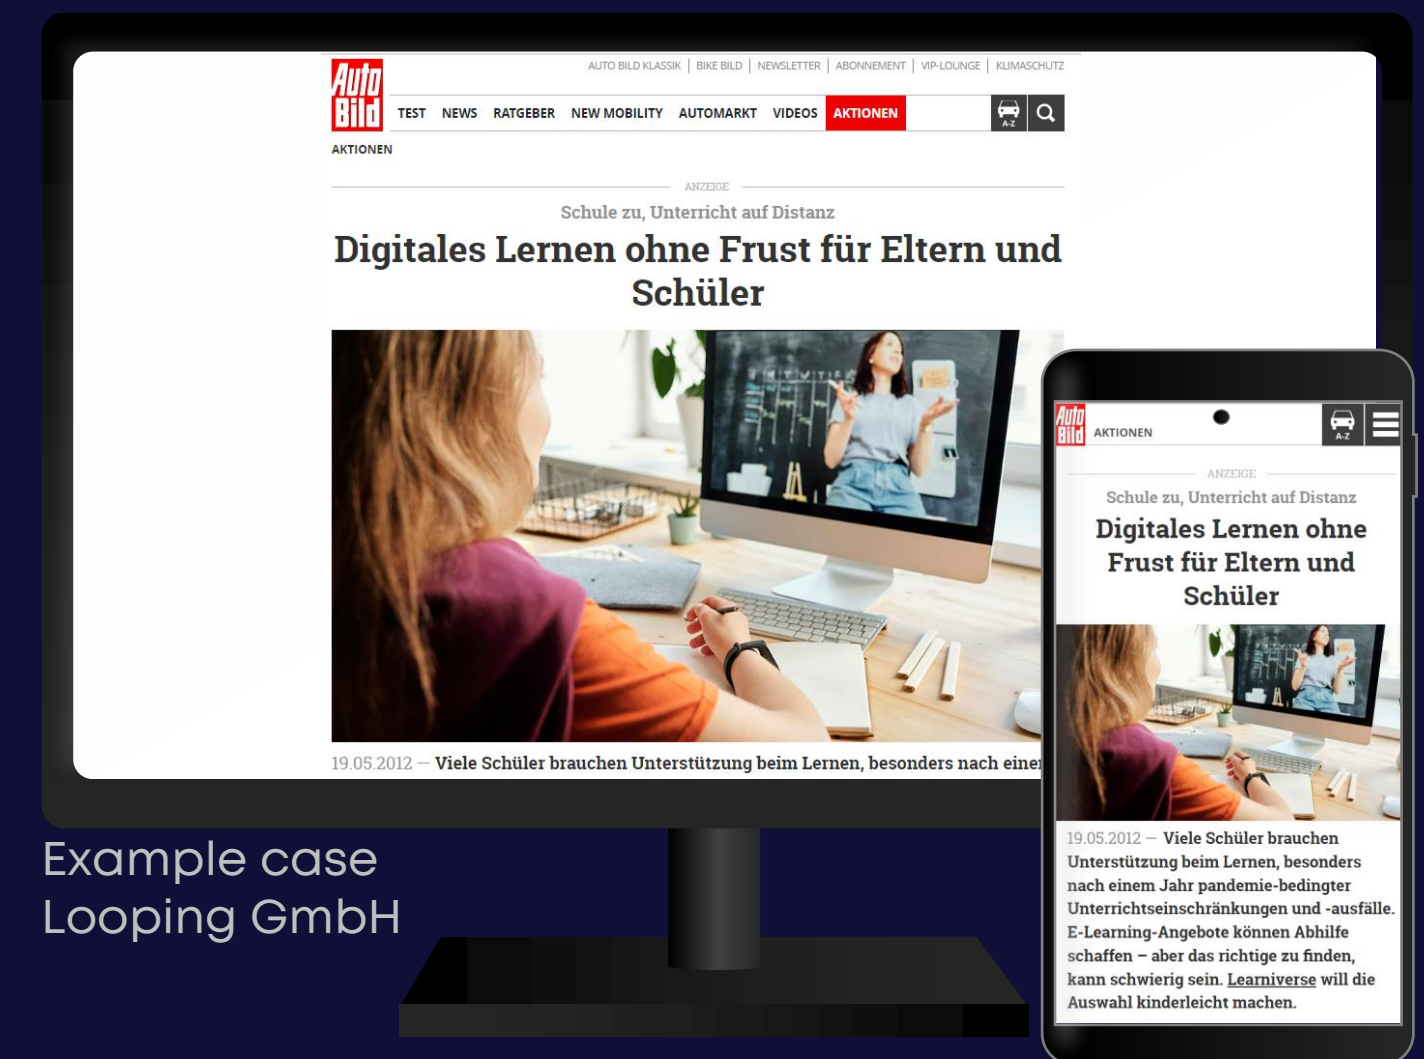 AUTO BILD KLASSIK | BIKE BILD | NEWSLETTER | ABONNEMENT | VIP-LOUNGE | KLIMASCHUTZ
Auto
Bild
TEST NEWS RATGEBER NEW MOBILITY AUTOMARKT VIDEOS AKTIONEN
A-Z
AKTIONEN
ANZEIGE
Schule zu, Unterricht auf Distanz
Digitales Lernen ohne Frust für Eltern und
Schüler
19.05.2012 — Viele Schüler brauchen Unterstützung beim Lernen, besonders nach einem
Auto
Bild
AKTIONEN
A-Z
ANZEIGE
Schule zu, Unterricht auf Distanz
Digitales Lernen ohne
Frust für Eltern und
Schüler
19.05.2012 — Viele Schüler brauchen
Unterstützung beim Lernen, besonders
nach einem Jahr pandemie-bedingter
Unterrichtseinschränkungen und -ausfälle.
E-Learning-Angebote können Abhilfe
schaffen – aber das richtige zu finden,
kann schwierig sein. Learniverse will die
Auswahl kinderleicht machen.
Example case
Looping GmbH